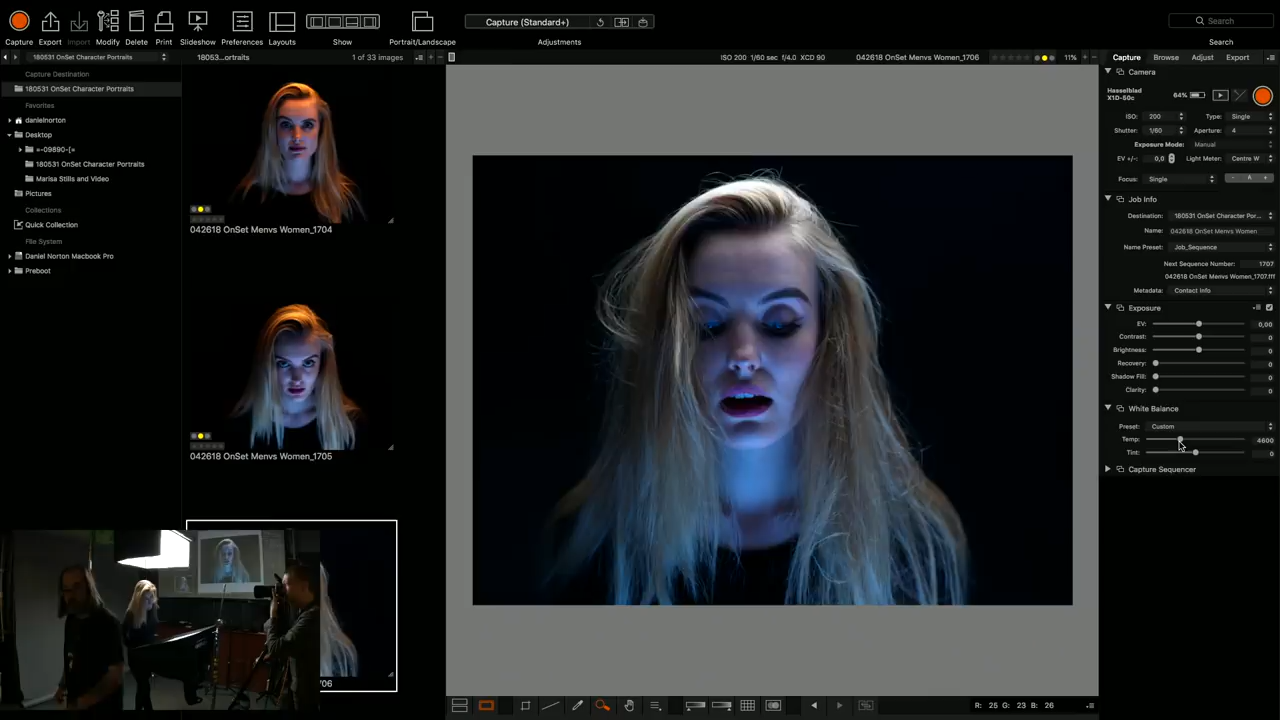 Capture
Export
Import
Modify
Delete
Print
Slideshow
Preferences
Layouts
Show
Portrait/Landscape
Capture (Standard+)
Adjustments
Search
Search
180531 OnSet Character Portraits
18053...ortraits
1 of 33 images
ISO 200 1/60 sec f/4.0 XCD 90
042618 OnSet Menvs Women_1706
11%
Capture Browse Adjust Export
Capture Destination
180531 OnSet Character Portraits
Favorites
danielnorton
Desktop
=-09890-[=
180531 OnSet Character Portraits
Marisa Stills and Video
Pictures
Collections
Quick Collection
File System
Daniel Norton Macbook Pro
Preboot
042618 OnSet Menvs Women_1704
042618 OnSet Menvs Women_1705
06
Camera
Hasselblad
X1D-50c
64%
ISO: 200 Type: Single
Shutter: 1/60 Aperture: 4
Exposure Mode: Manual
EV +/-: 0,0 Light Meter: Centre W
Focus: Single - A +
Job Info
Destination: 180531 OnSet Character Por...
Name: 042618 OnSet Menvs Women
Name Preset: Job_Sequence
Next Sequence Number: 1707
042618 OnSet Menvs Women_1707.fff
Metadata: Contact Info
Exposure
EV: 0,00
Contrast: 0
Brightness: 0
Recovery: 0
Shadow Fill: 0
Clarity: 0
White Balance
Preset: Custom
Temp: 4600
Tint: 0
Capture Sequencer
R: 25 G: 23 B: 26